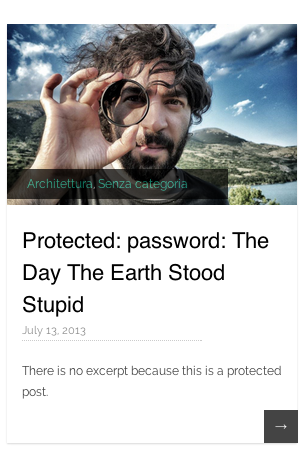 Architettura, Senza categoria
Protected: password: The
Day The Earth Stood
Stupid
July 13, 2013
There is no excerpt because this is a protected
post.
→